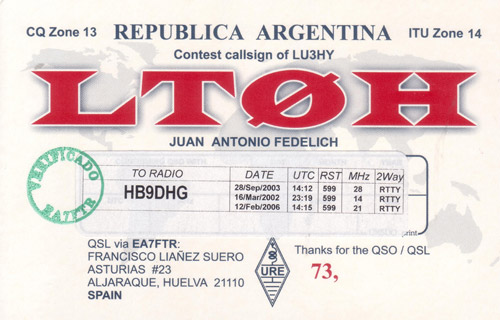 CQ Zone 13
REPUBLICA ARGENTINA
ITU Zone 14
Contest callsign of LU3HY
LTØH
JUAN ANTONIO FEDELICH
VERIFICADO
EA7FTR
TO RADIO DATE UTC RST MHz 2Way
HB9DHG
28/Sep/2003 14:12 599 28 RTTY
16/Mar/2002 23:19 599 14 RTTY
12/Feb/2006 14:15 599 21 RTTY
print
QSL via EA7FTR:
FRANCISCO LIAÑEZ SUERO
ASTURIAS #23
ALJARAQUE, HUELVA 21110
SPAIN
URE
Thanks for the QSO / QSL
73,